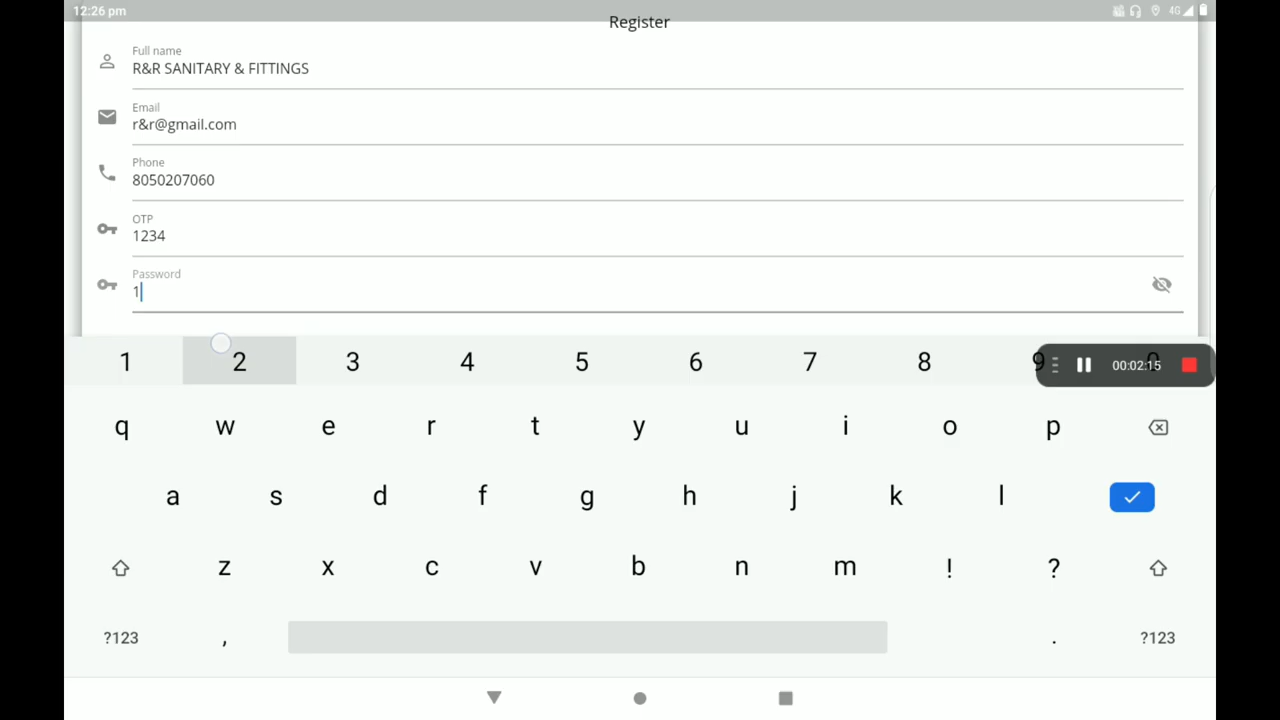 12:26 pm
4G
Register
Full name
R&R SANITARY & FITTINGS
Email
r&r@gmail.com
Phone
8050207060
OTP
1234
Password
1
1 2 3 4 5 6 7 8 9 0
00:02:15
q w e r t y u i o p
a s d f g h j k l
z x c v b n m ! ?
?123 , . ?123